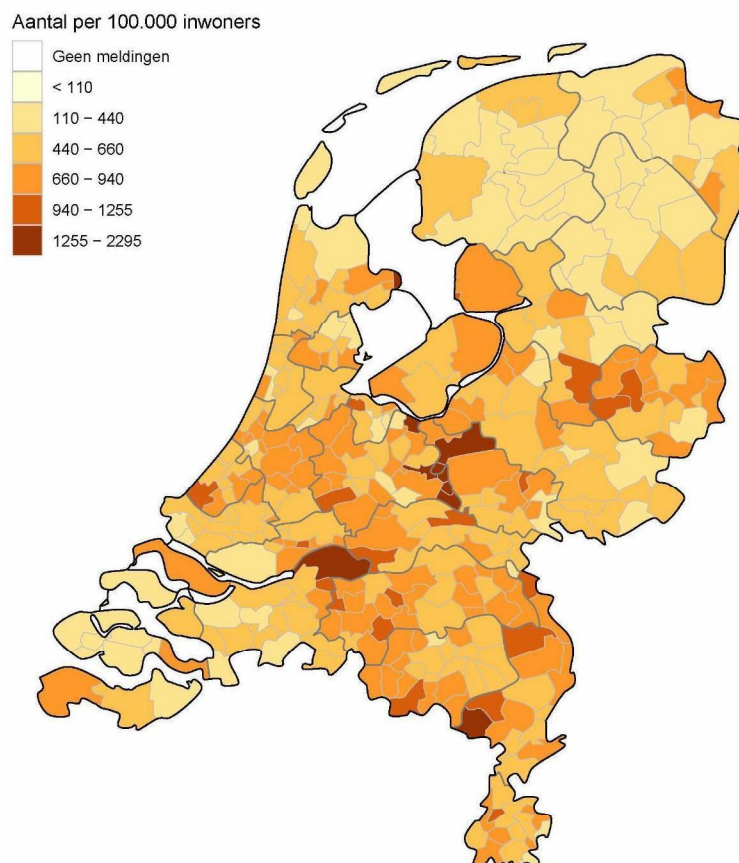 Aantal per 100.000 inwoners
Geen meldingen
< 110
110 – 440
440 – 660
660 – 940
940 – 1255
1255 – 2295